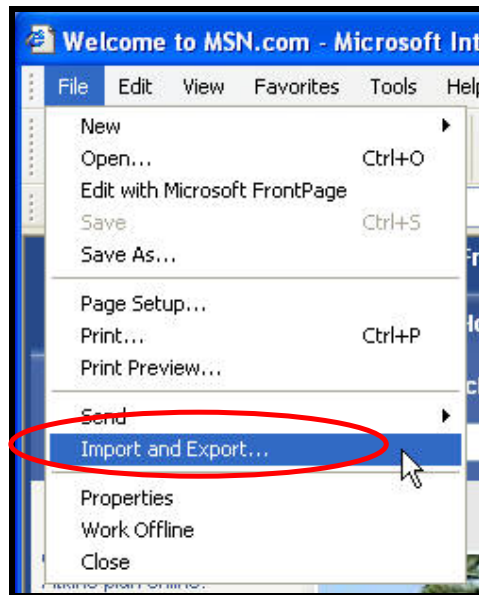 Welcome to MSN.com - Microsoft Int
File Edit View Favorites Tools Help
New
Open... Ctrl+O
Edit with Microsoft FrontPage
Save Ctrl+S
Save As...
Page Setup...
Print... Ctrl+P
Print Preview...
Send
Import and Export...
Properties
Work Offline
Close